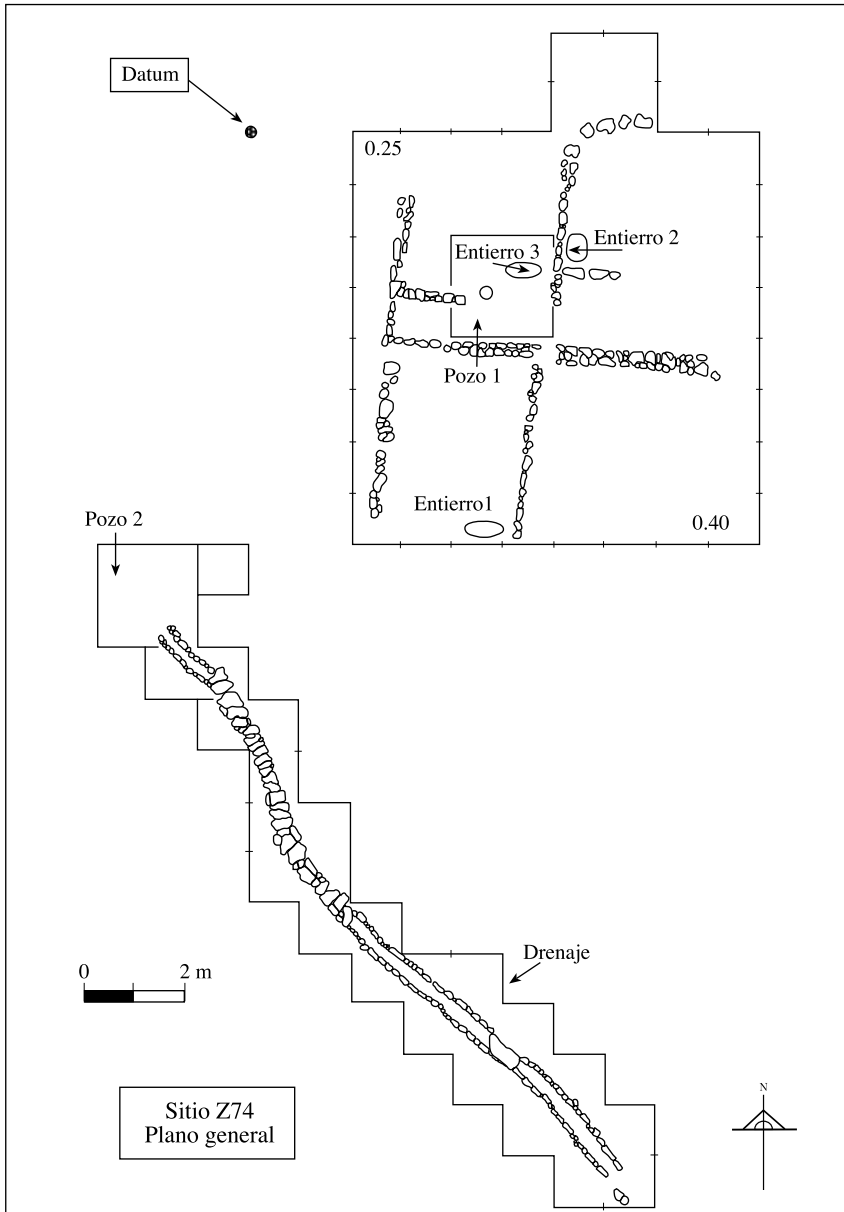 Datum
0.25
Entierro 3
Entierro 2
Pozo 1
Entierro1
0.40
Pozo 2
Drenaje
0 2 m
Sitio Z74
Plano general
N